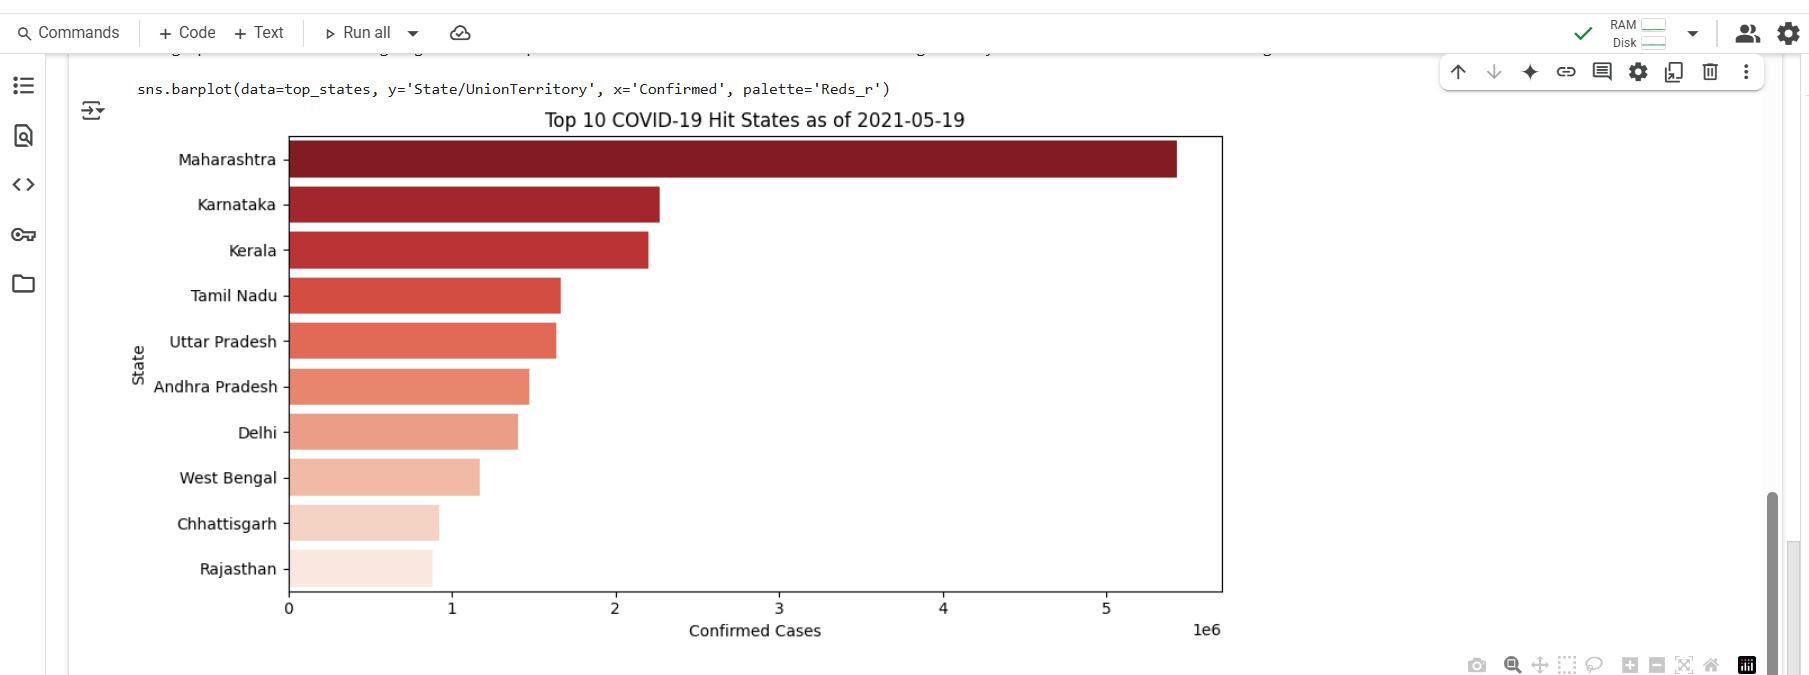 Commands + Code + Text Run all
RAM
Disk
sns.barplot(data=top_states, y='State/UnionTerritory', x='Confirmed', palette='Reds_r')
Top 10 COVID-19 Hit States as of 2021-05-19
Maharashtra
Karnataka
Kerala
Tamil Nadu
Uttar Pradesh
Andhra Pradesh
Delhi
West Bengal
Chhattisgarh
Rajasthan
State
0 1 2 3 4 5
Confirmed Cases
1e6